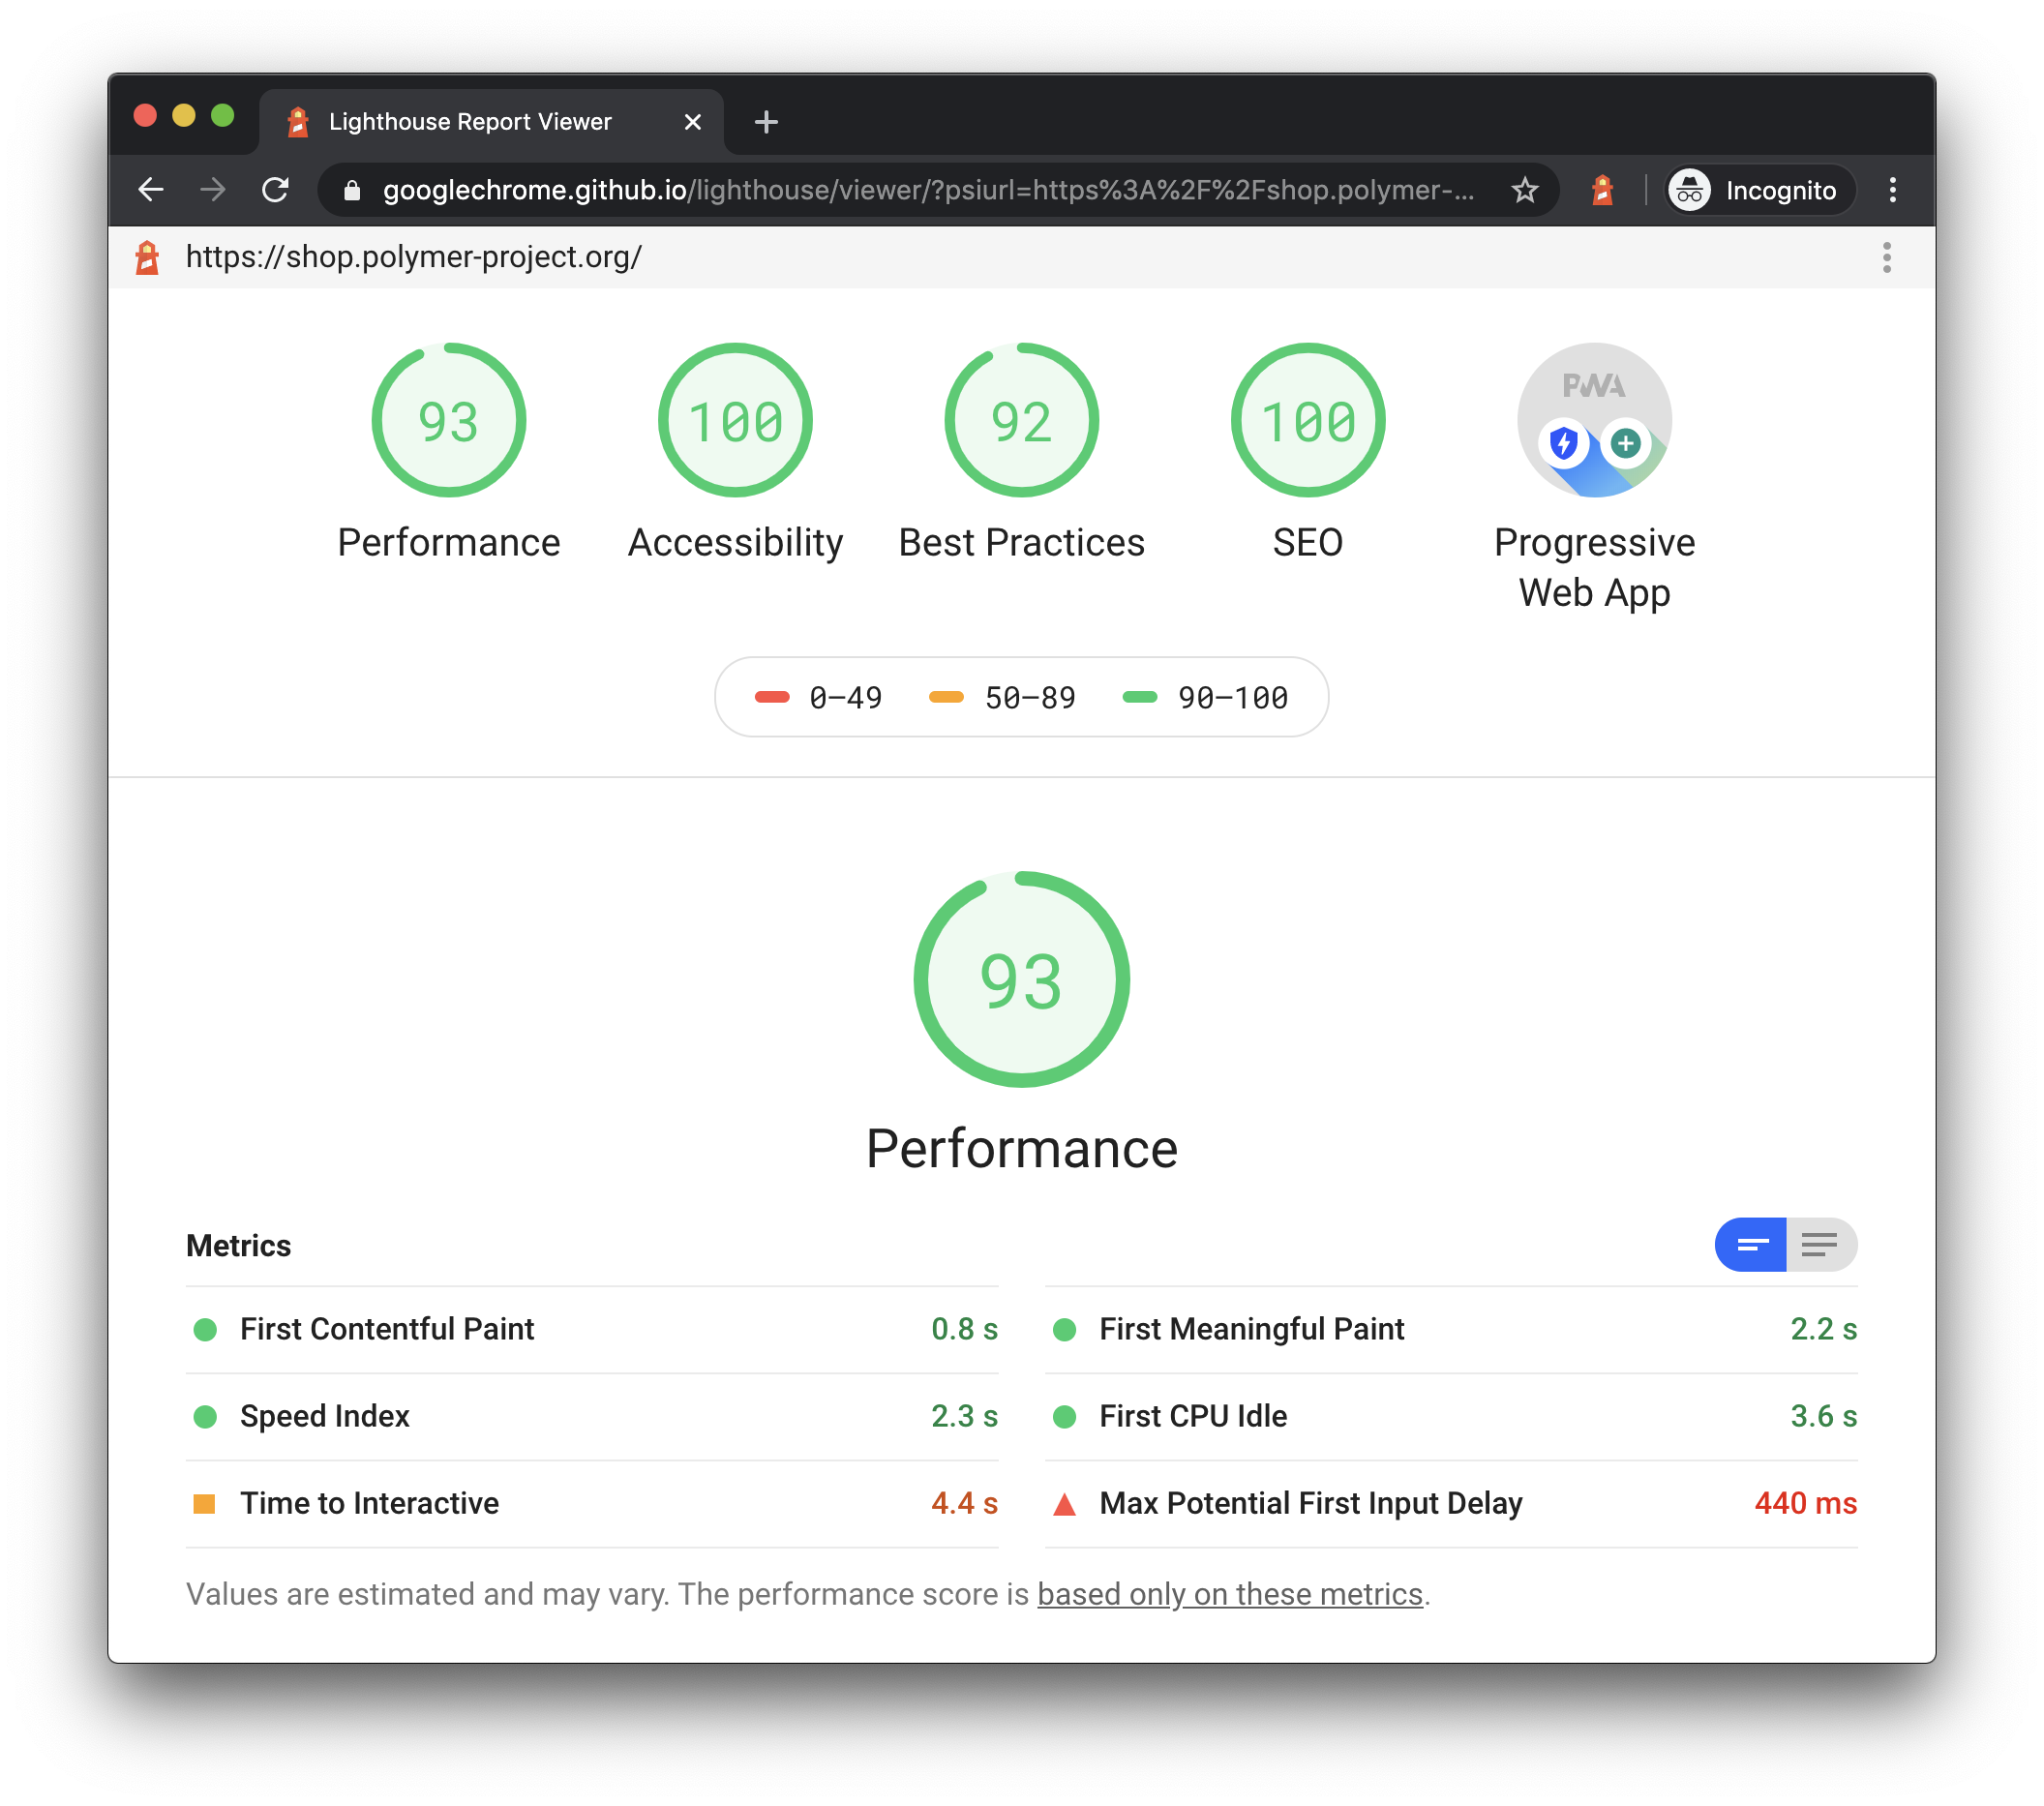 Lighthouse Report Viewer
googlechrome.github.io/lighthouse/viewer/?psiurl=https%3A%2F%2Fshop.polymer-...
Incognito
https://shop.polymer-project.org/
93
100
92
100
PWA
Performance
Accessibility
Best Practices
SEO
Progressive
Web App
0–49
50–89
90–100
93
Performance
Metrics
First Contentful Paint 0.8 s
First Meaningful Paint 2.2 s
Speed Index 2.3 s
First CPU Idle 3.6 s
Time to Interactive 4.4 s
Max Potential First Input Delay 440 ms
Values are estimated and may vary. The performance score is based only on these metrics.